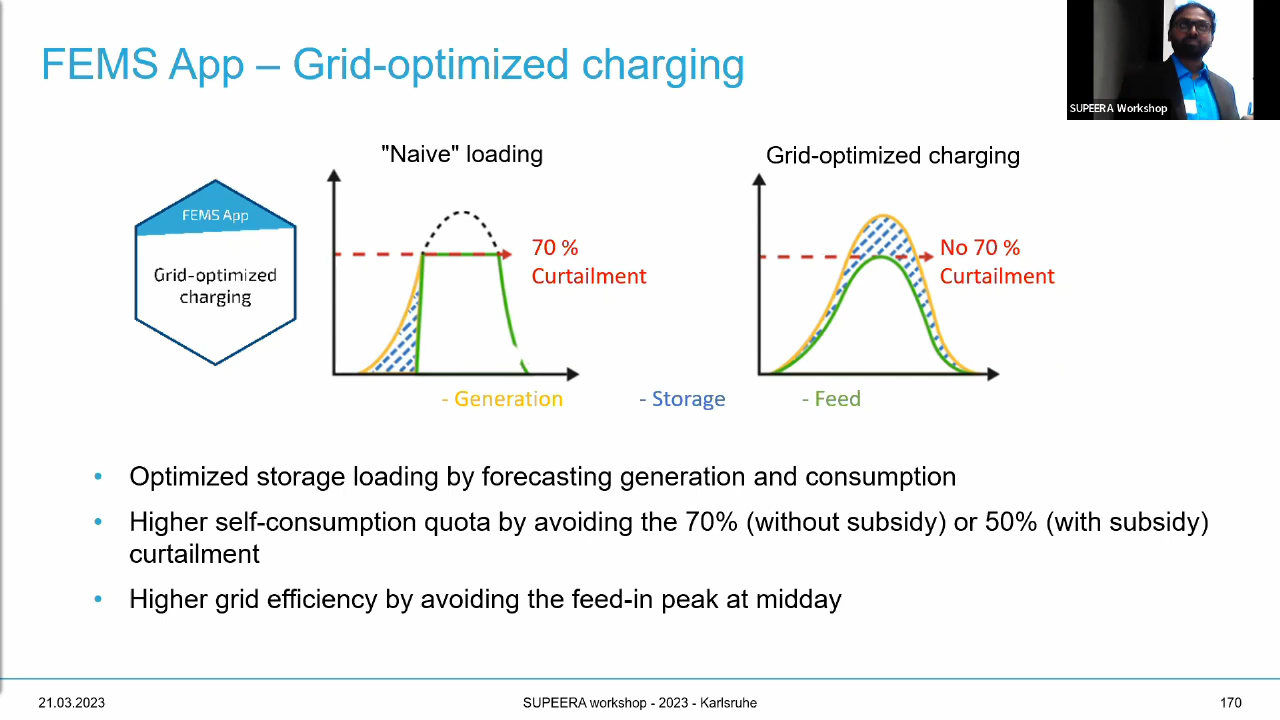 FEMS App – Grid-optimized charging
SUPEERA Workshop
"Naive" loading
Grid-optimized charging
FEMS App
Grid-optimized
charging
70 %
Curtailment
No 70 %
Curtailment
- Generation
- Storage
- Feed
• Optimized storage loading by forecasting generation and consumption
• Higher self-consumption quota by avoiding the 70% (without subsidy) or 50% (with subsidy)
curtailment
• Higher grid efficiency by avoiding the feed-in peak at midday
21.03.2023
SUPEERA workshop - 2023 - Karlsruhe
170